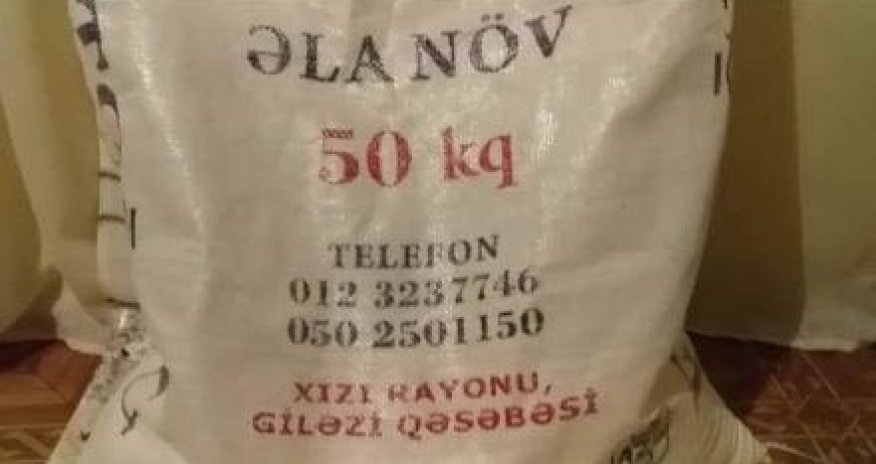 ƏLA NÖV
50 kq
TELEFON
012 3237746
050 2501150
XIZI RAYONU,
GİLƏZİ QƏSƏBƏSİ